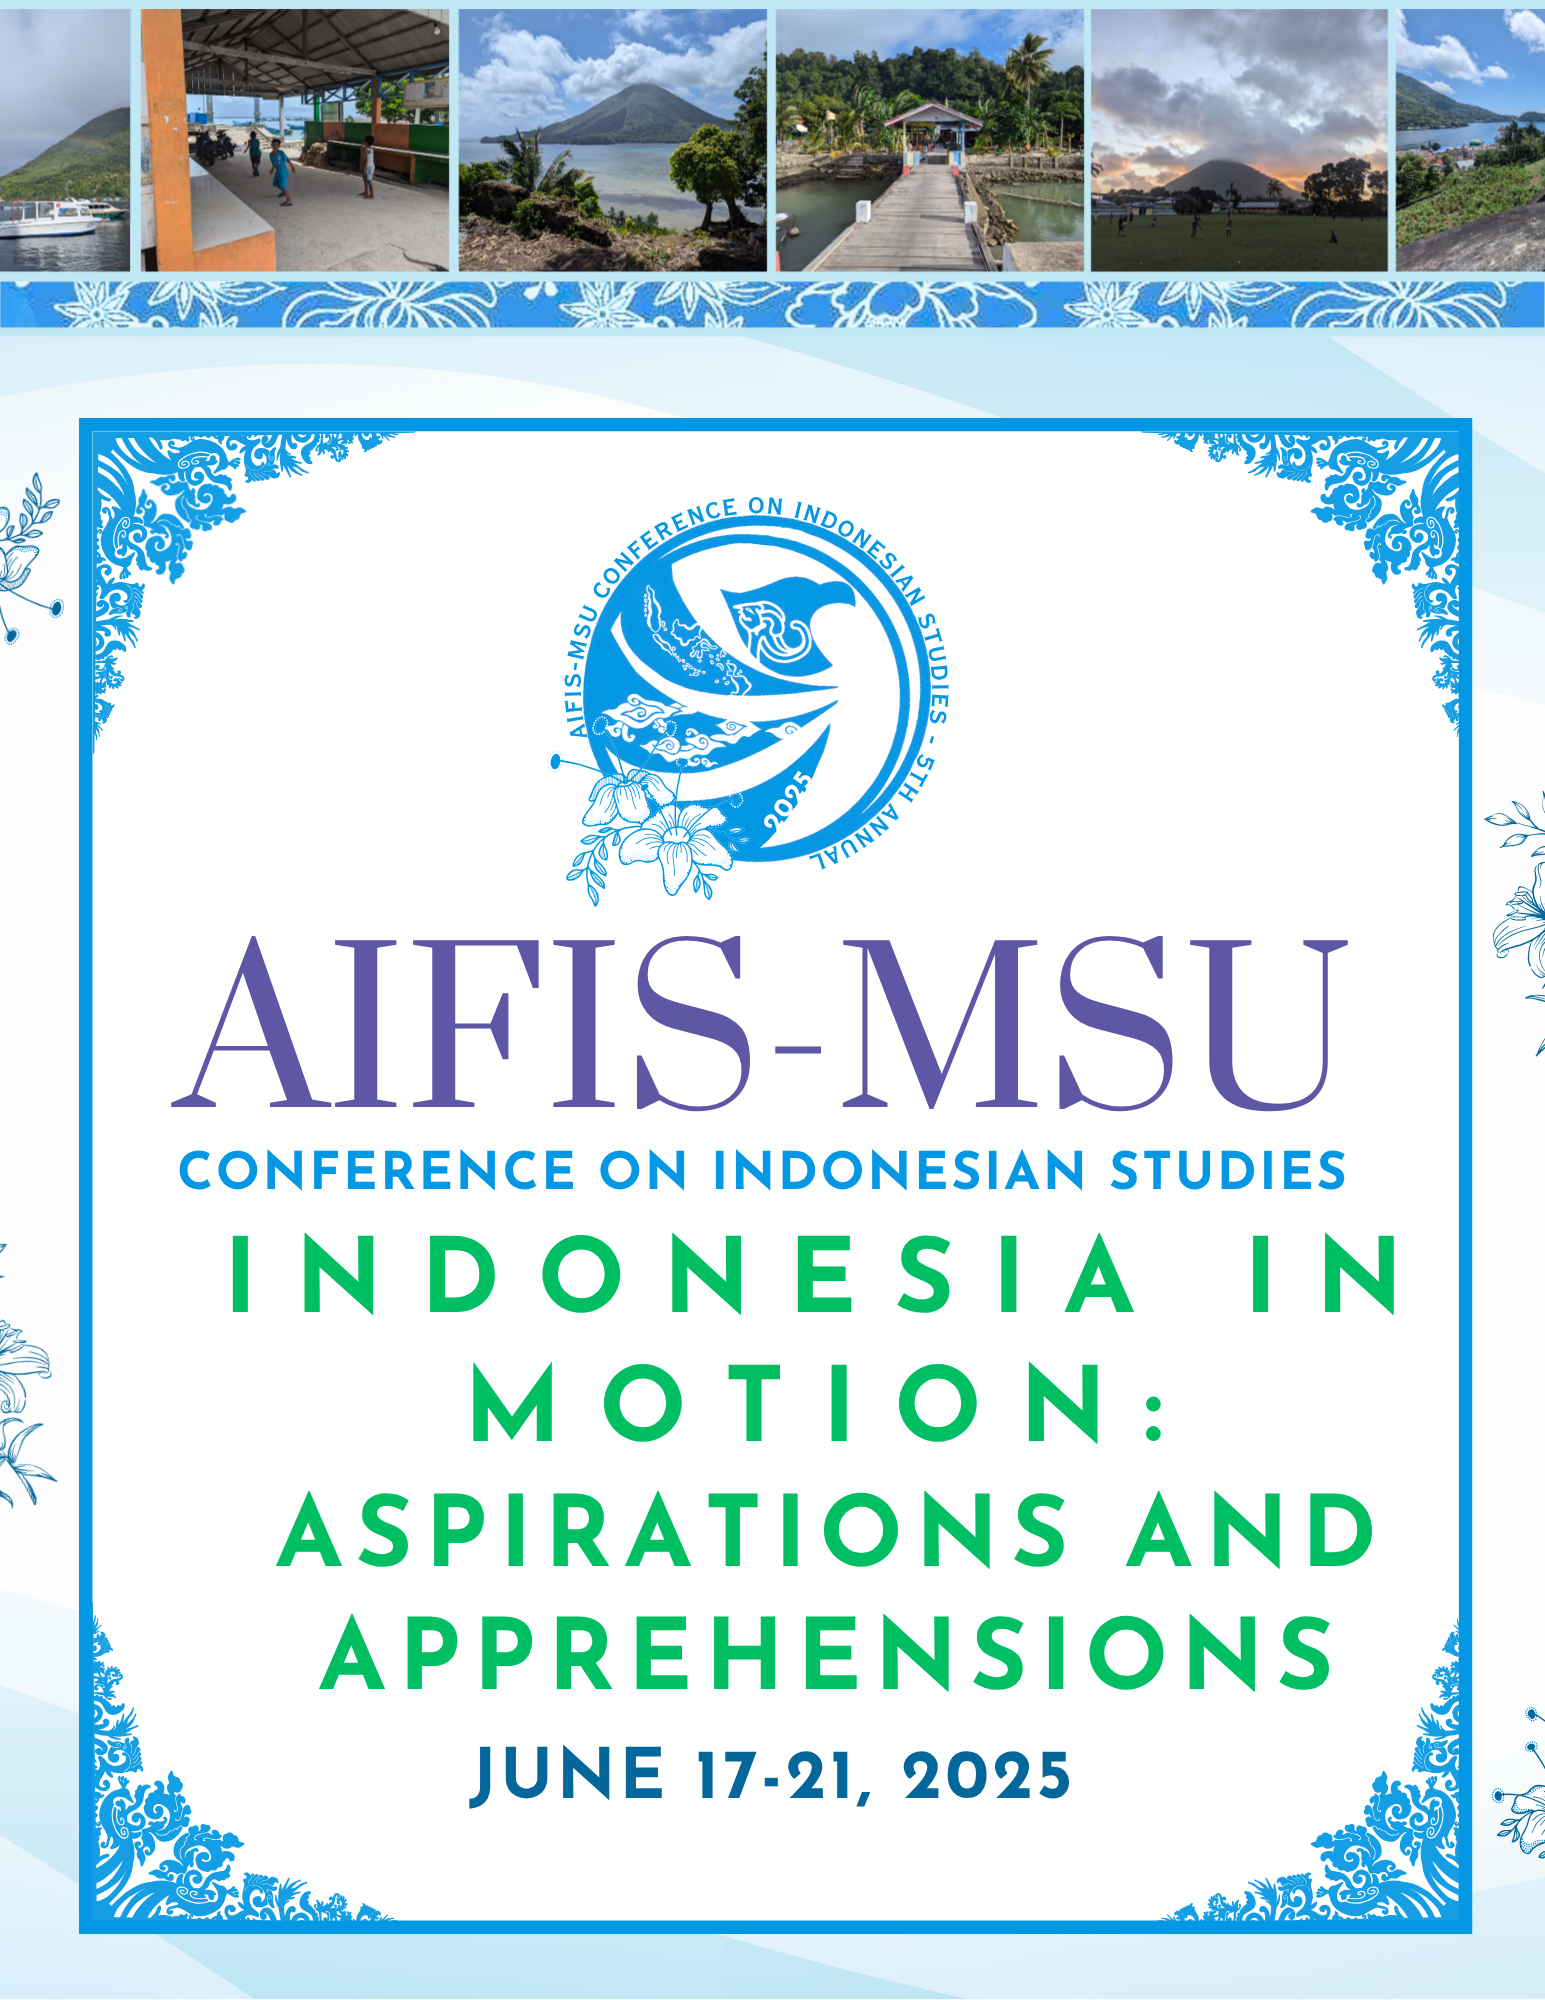 AIFIS-MSU CONFERENCE ON INDONESIAN STUDIES - 5TH ANNUAL
2025
AIFIS-MSU
CONFERENCE ON INDONESIAN STUDIES
INDONESIA IN
MOTION:
ASPIRATIONS AND
APPREHENSIONS
JUNE 17-21, 2025